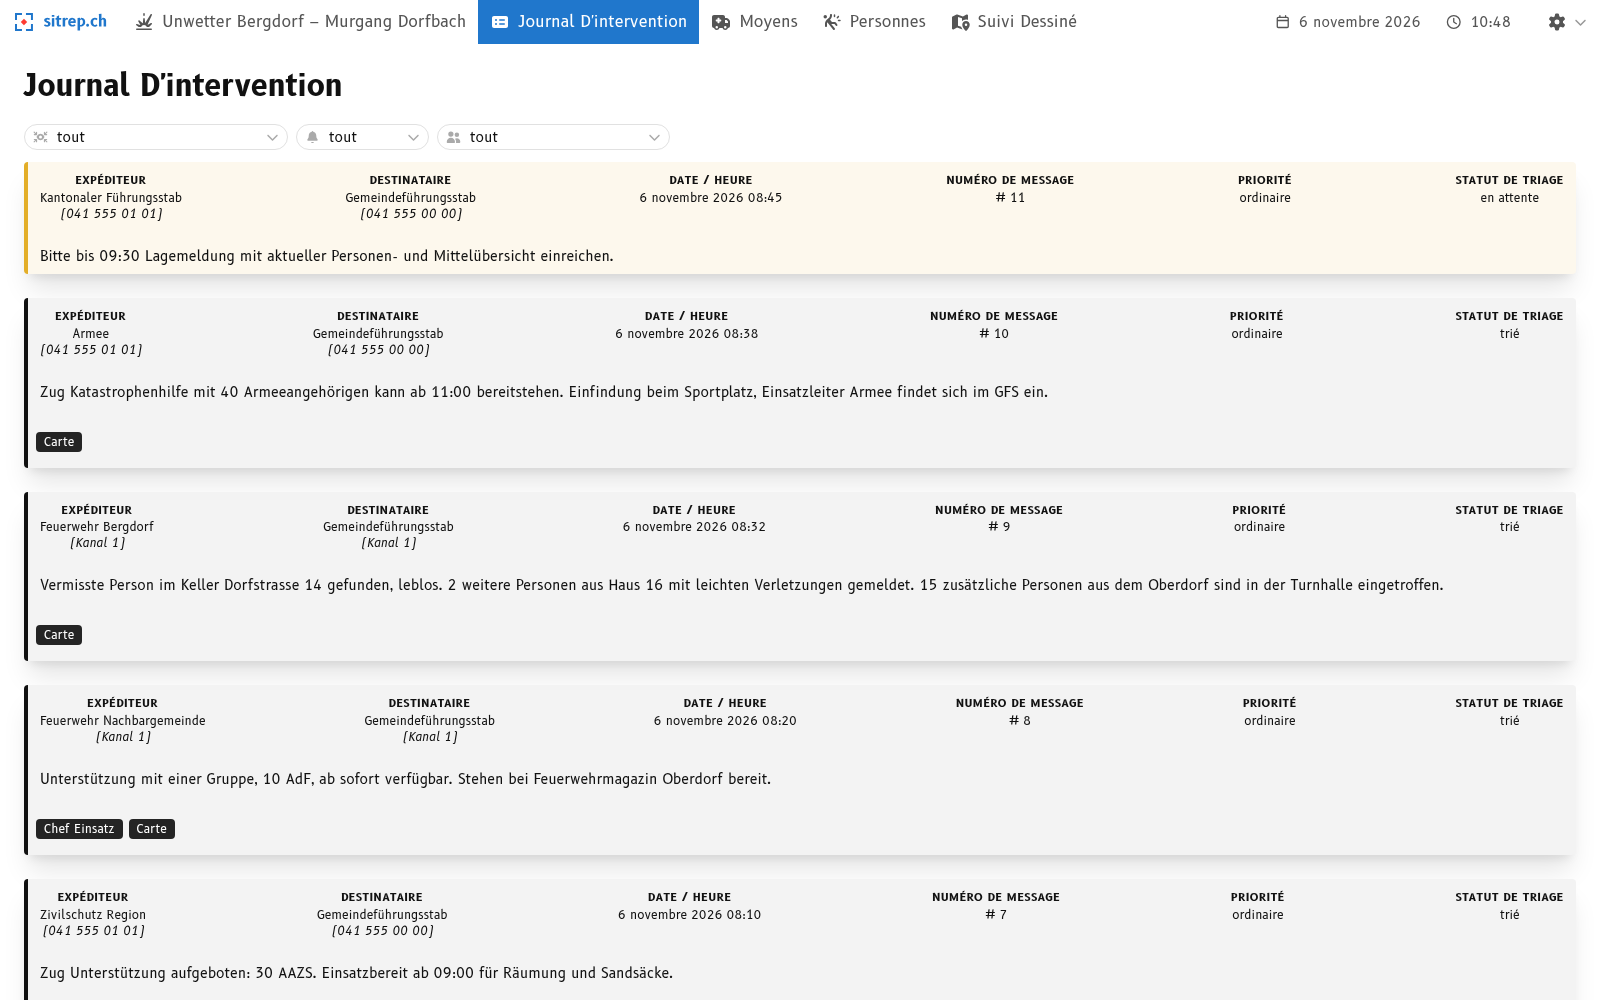 sitrep.ch Unwetter Bergdorf – Murgang Dorfbach Journal D'intervention Moyens Personnes Suivi Dessiné 6 novembre 2026 10:48
Journal D'intervention
tout tout tout
EXPÉDITEUR DESTINATAIRE DATE / HEURE NUMÉRO DE MESSAGE PRIORITÉ STATUT DE TRIAGE
Kantonaler Führungsstab Gemeindeführungsstab 6 novembre 2026 08:45 # 11 ordinaire en attente
[041 555 01 01] [041 555 00 00]
Bitte bis 09:30 Lagemeldung mit aktueller Personen- und Mittelübersicht einreichen.
EXPÉDITEUR DESTINATAIRE DATE / HEURE NUMÉRO DE MESSAGE PRIORITÉ STATUT DE TRIAGE
Armee Gemeindeführungsstab 6 novembre 2026 08:38 # 10 ordinaire trié
[041 555 01 01] [041 555 00 00]
Zug Katastrophenhilfe mit 40 Armeeangehörigen kann ab 11:00 bereitstehen. Einfindung beim Sportplatz, Einsatzleiter Armee findet sich im GFS ein.
Carte
EXPÉDITEUR DESTINATAIRE DATE / HEURE NUMÉRO DE MESSAGE PRIORITÉ STATUT DE TRIAGE
Feuerwehr Bergdorf Gemeindeführungsstab 6 novembre 2026 08:32 # 9 ordinaire trié
[Kanal 1] [Kanal 1]
Vermisste Person im Keller Dorfstrasse 14 gefunden, leblos. 2 weitere Personen aus Haus 16 mit leichten Verletzungen gemeldet. 15 zusätzliche Personen aus dem Oberdorf sind in der Turnhalle eingetroffen.
Carte
EXPÉDITEUR DESTINATAIRE DATE / HEURE NUMÉRO DE MESSAGE PRIORITÉ STATUT DE TRIAGE
Feuerwehr Nachbargemeinde Gemeindeführungsstab 6 novembre 2026 08:20 # 8 ordinaire trié
[Kanal 1] [Kanal 1]
Unterstützung mit einer Gruppe, 10 AdF, ab sofort verfügbar. Stehen bei Feuerwehrmagazin Oberdorf bereit.
Chef Einsatz Carte
EXPÉDITEUR DESTINATAIRE DATE / HEURE NUMÉRO DE MESSAGE PRIORITÉ STATUT DE TRIAGE
Zivilschutz Region Gemeindeführungsstab 6 novembre 2026 08:10 # 7 ordinaire trié
[041 555 01 01] [041 555 00 00]
Zug Unterstützung aufgeboten: 30 AAZS. Einsatzbereit ab 09:00 für Räumung und Sandsäcke.